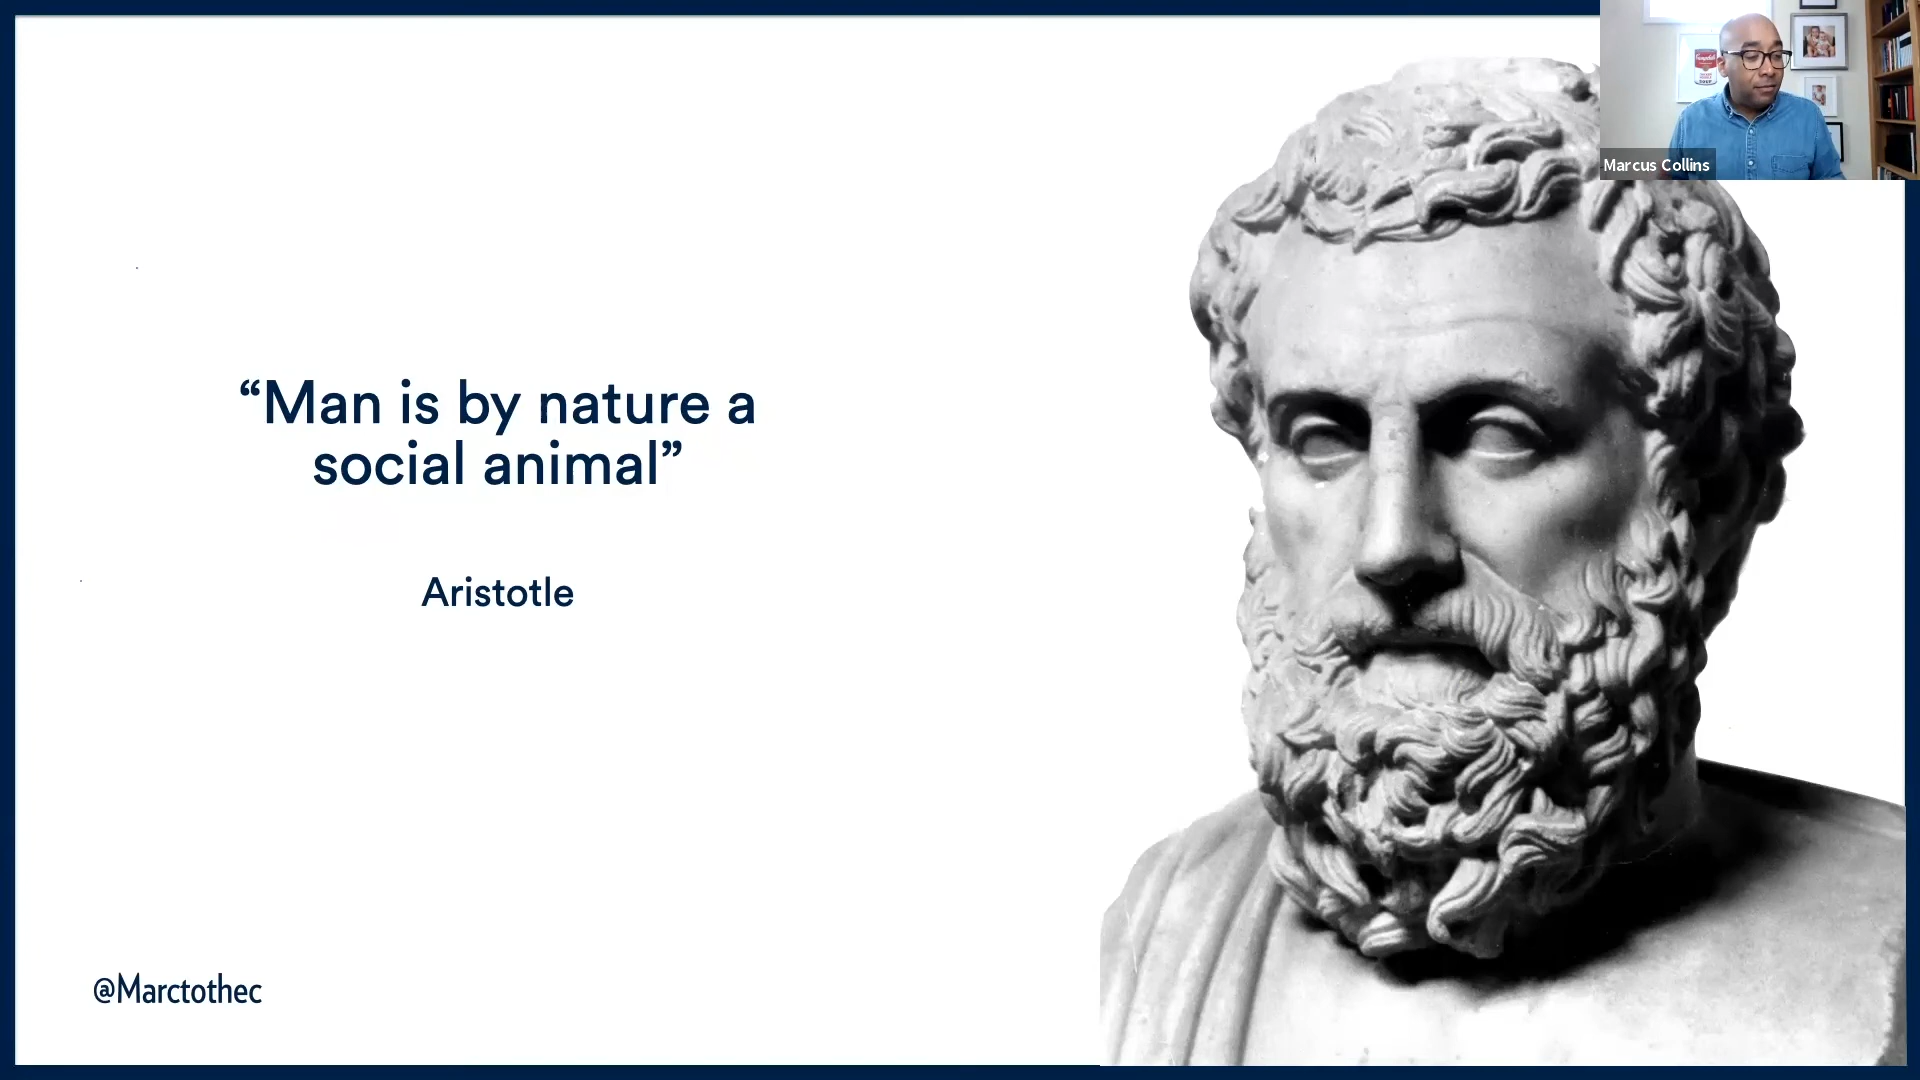 Marcus Collins
“Man is by nature a
social animal”
Aristotle
@Marctothec